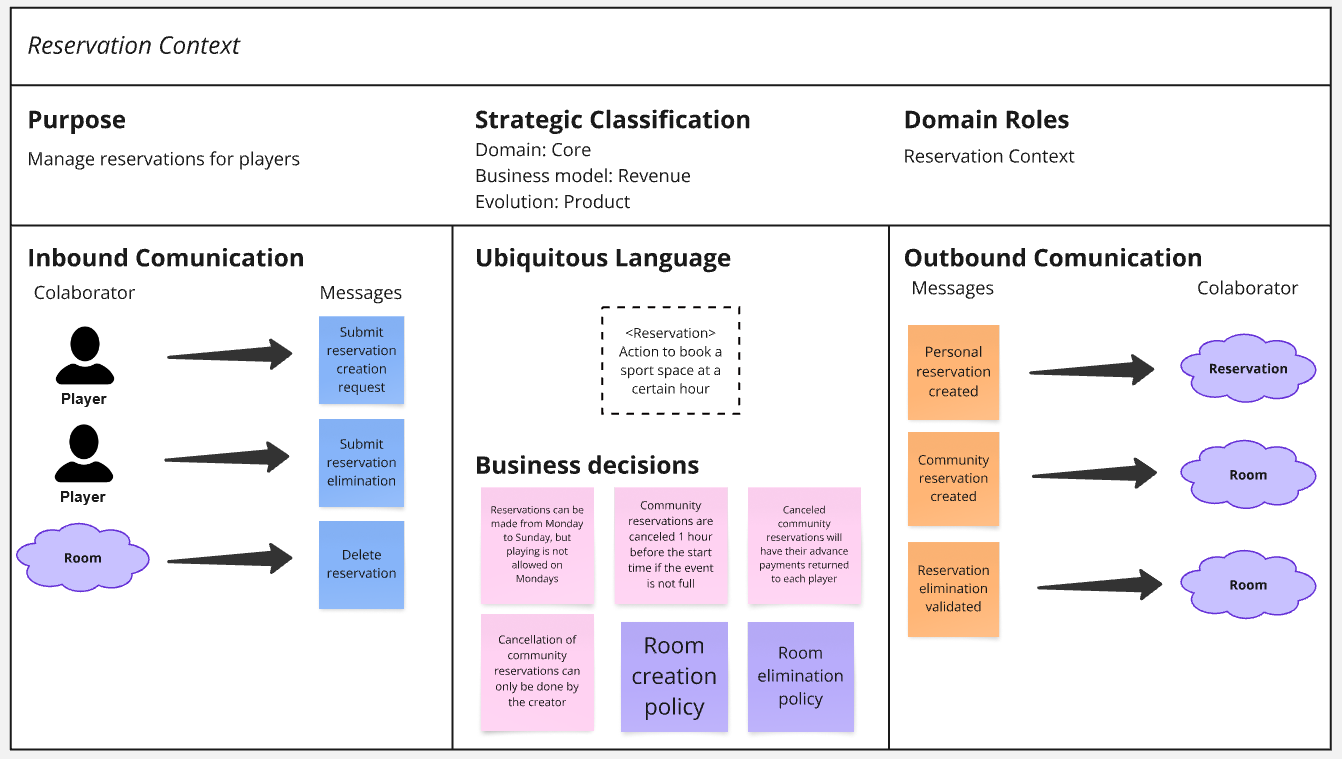 Reservation Context
Purpose
Manage reservations for players
Strategic Classification
Domain: Core
Business model: Revenue
Evolution: Product
Domain Roles
Reservation Context
Inbound Comunication
Colaborator
Messages
Player
Submit
reservation
creation
request
Player
Submit
reservation
elimination
Room
Delete
reservation
Ubiquitous Language
<Reservation>
Action to book a
sport space at a
certain hour
Business decisions
Reservations can be
made from Monday
to Sunday, but
playing is not
allowed on
Mondays
Community
reservations are
canceled 1 hour
before the start
time if the event
is not full
Canceled
community
reservations will
have their advance
payments returned
to each player
Cancellation of
community
reservations can
only be done by
the creator
Room
creation
policy
Room
elimination
policy
Outbound Comunication
Messages
Colaborator
Personal
reservation
created
Reservation
Community
reservation
created
Room
Reservation
elimination
validated
Room